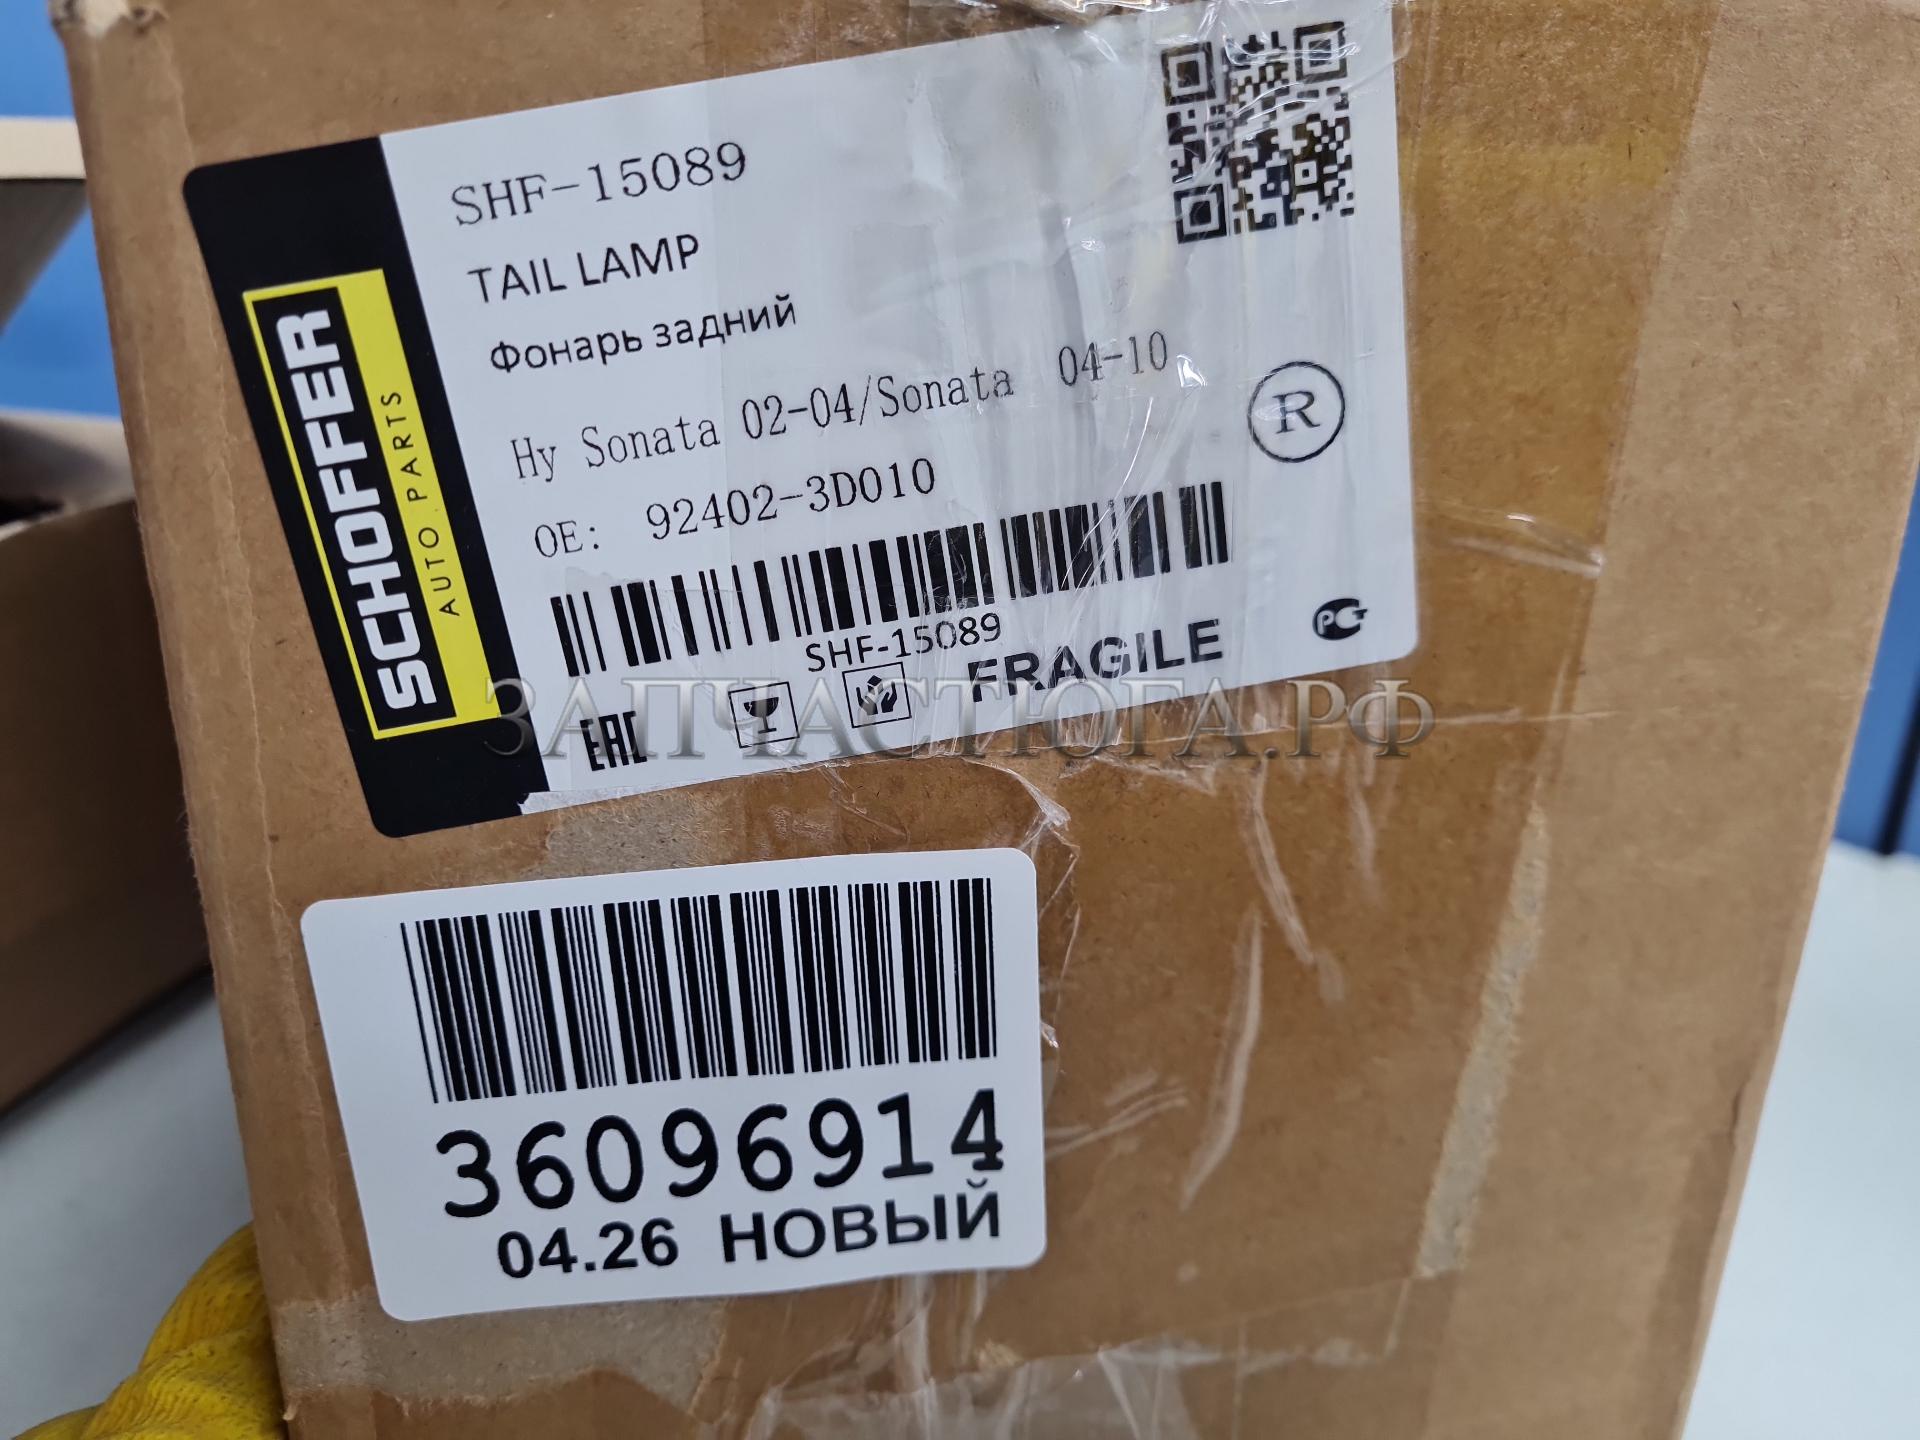 SHF-15089
TAIL LAMP
Фонарь задний
Hy Sonata 02-04/Sonata 04-10
R
OE: 92402-3D010
SHF-15089
EAC
FRAGILE
РСТ
SCHOFFER
AUTO PARTS
ЗАПЧАСТЮГА.РФ
36096914
04.26 НОВЫЙ